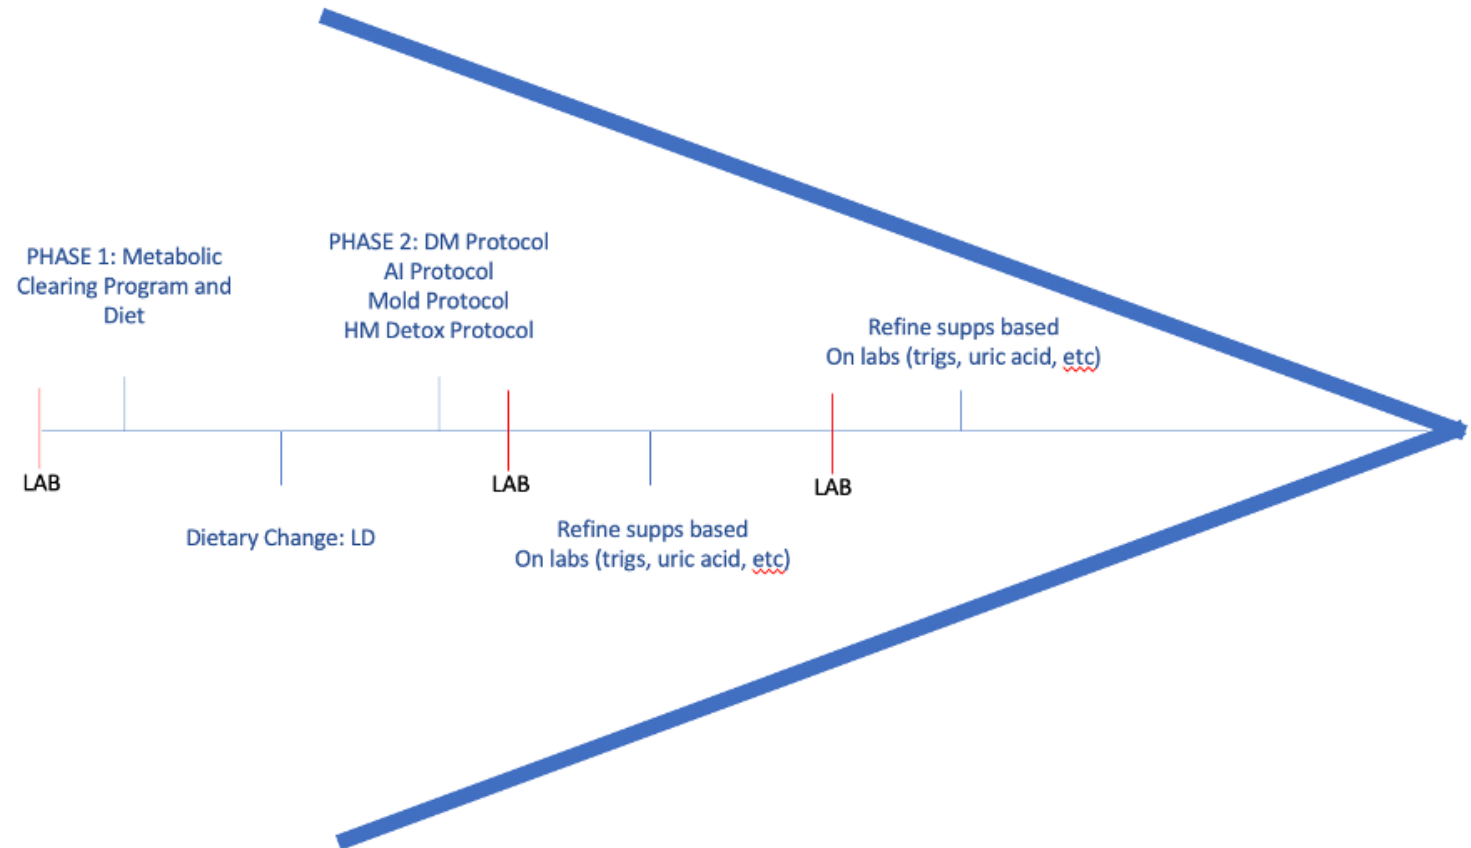 PHASE 1: Metabolic
Clearing Program and
Diet
PHASE 2: DM Protocol
AI Protocol
Mold Protocol
HM Detox Protocol
Refine supps based
On labs (trigs, uric acid, etc)
LAB
LAB
LAB
Dietary Change: LD
Refine supps based
On labs (trigs, uric acid, etc)